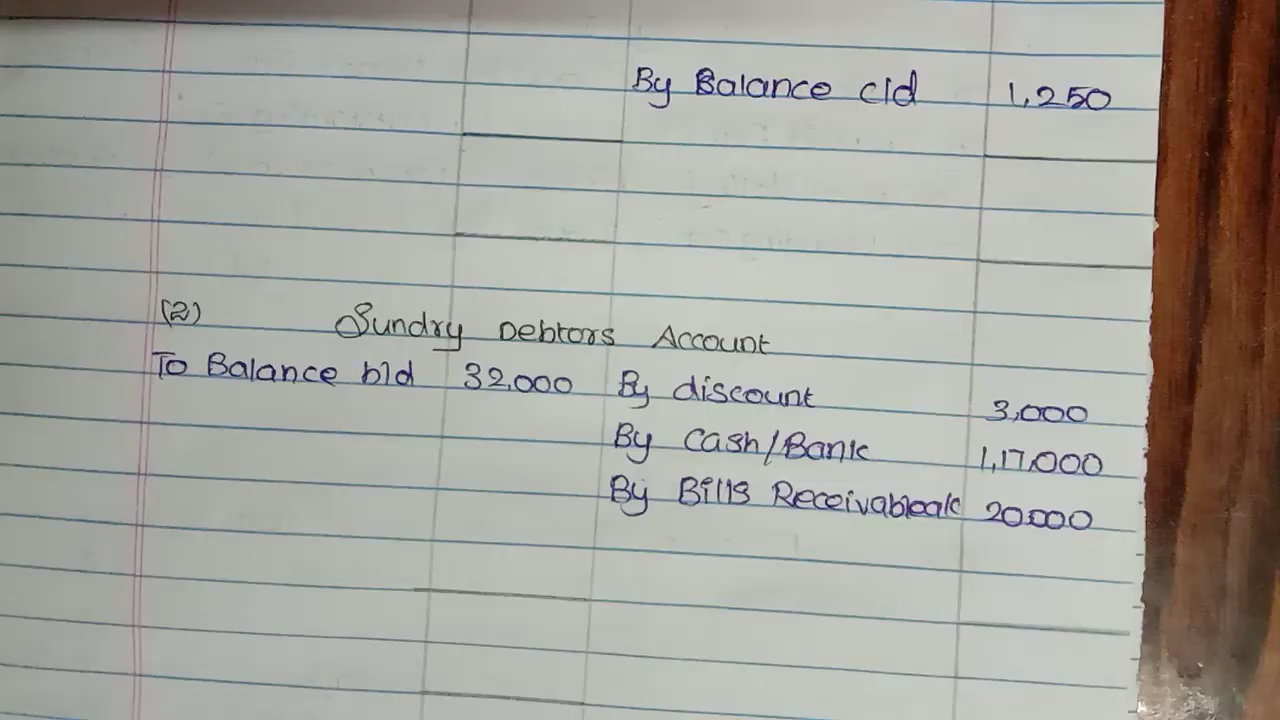 By Balance c/d 1,250
(2) Sundry Debtors Account
To Balance b/d 32,000 By discount 3,000
By Cash/Bank 1,17,000
By Bills Receivable a/c 20,000